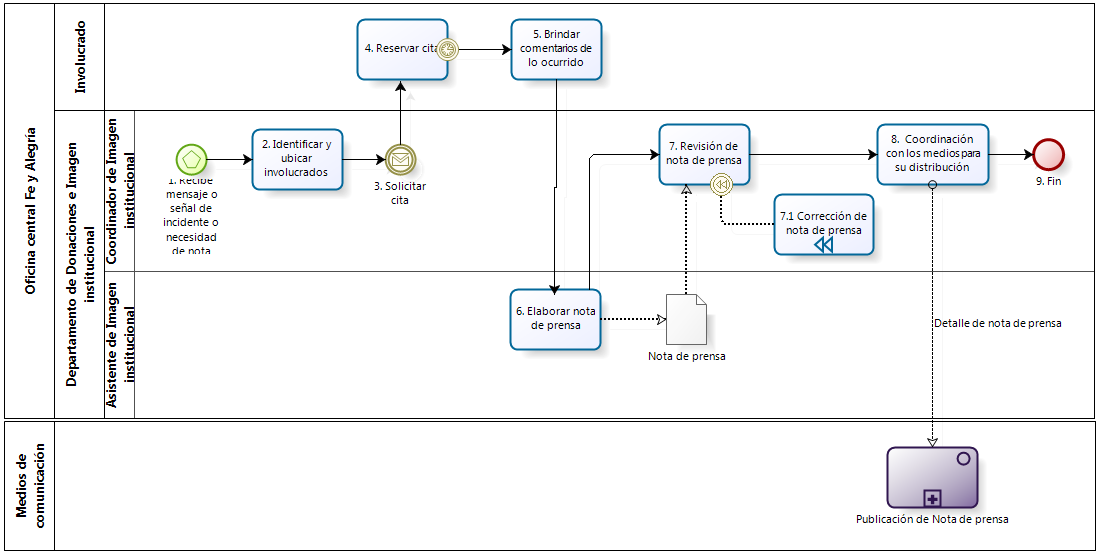 Oficina central Fe y Alegría
Involucrado
4. Reservar cita
5. Brindar
comentarios de
lo ocurrido
Departamento de Donaciones e Imagen
institucional
Coordinador de Imagen
institucional
1. Recibe
mensaje o
señal de
incidente o
necesidad
de nota
2. Identificar y
ubicar
involucrados
3. Solicitar
cita
7. Revisión de
nota de prensa
7.1 Corrección de
nota de prensa
8. Coordinación
con los medios para
su distribución
9. Fin
Asistente de Imagen
institucional
6. Elaborar nota
de prensa
Nota de prensa
Detalle de nota de prensa
Medios de
comunicación
Publicación de Nota de prensa